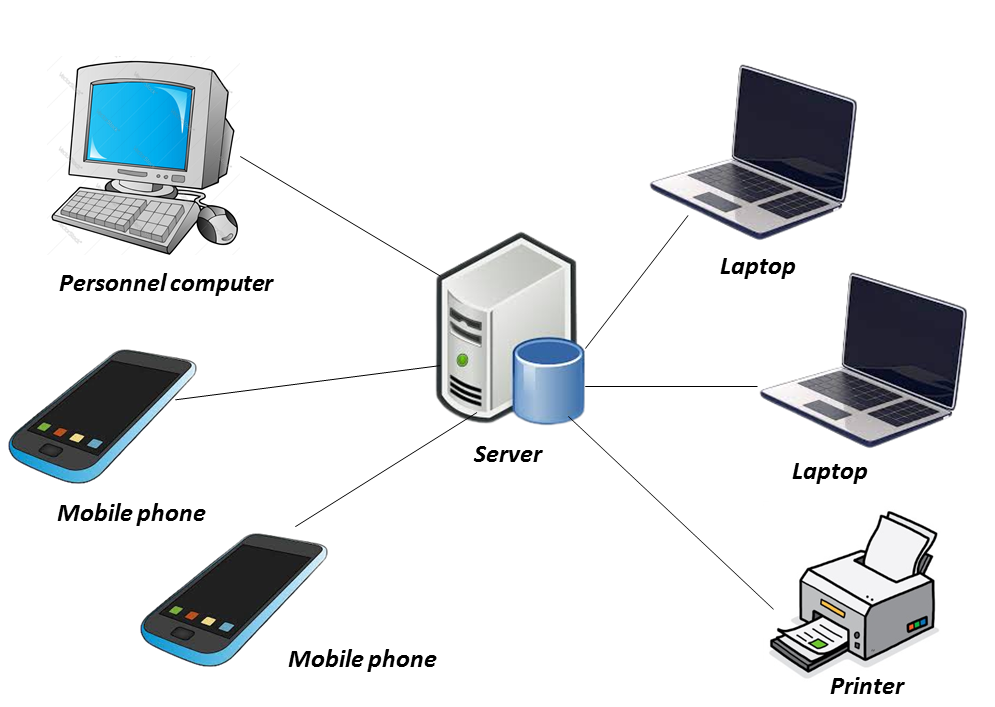 Personnel computer
Laptop
Server
Laptop
Mobile phone
Mobile phone
Printer